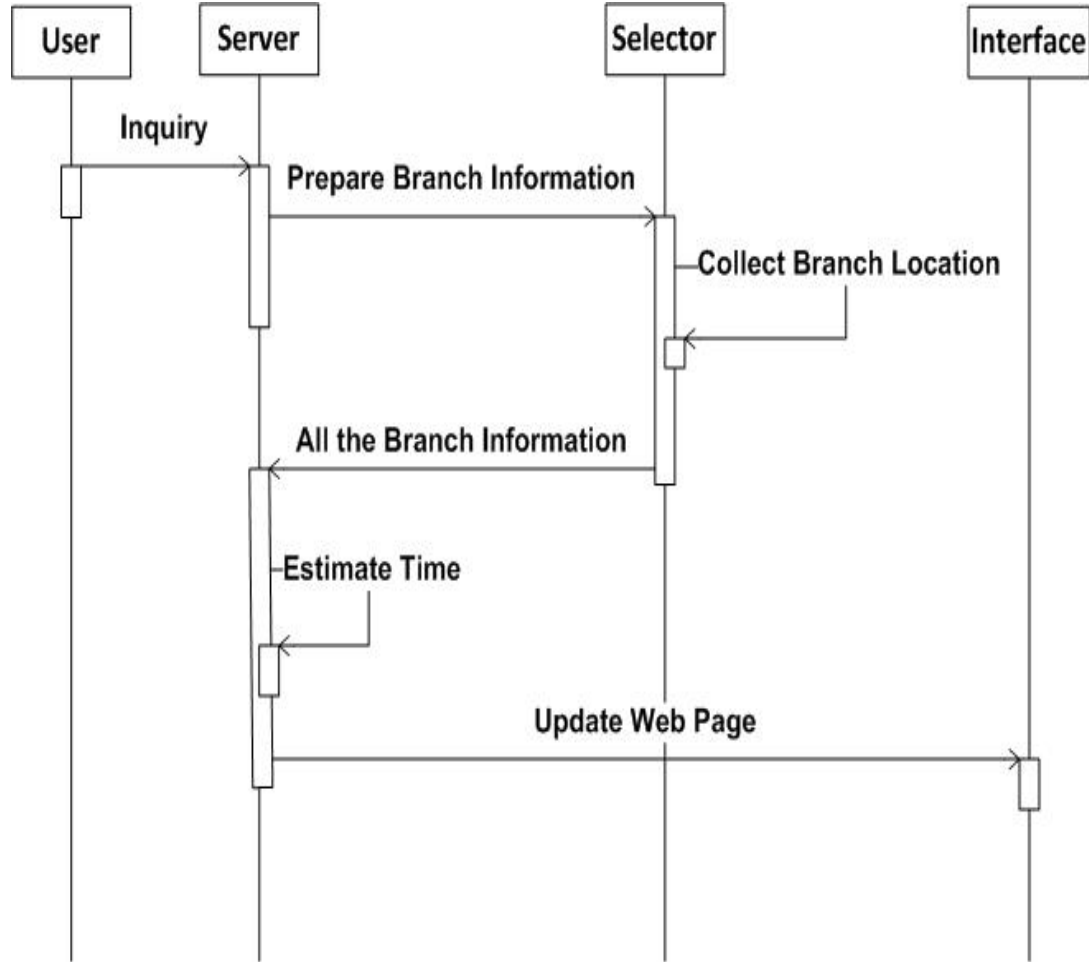 User
Server
Selector
Interface
Inquiry
Prepare Branch Information
Collect Branch Location
All the Branch Information
Estimate Time
Update Web Page